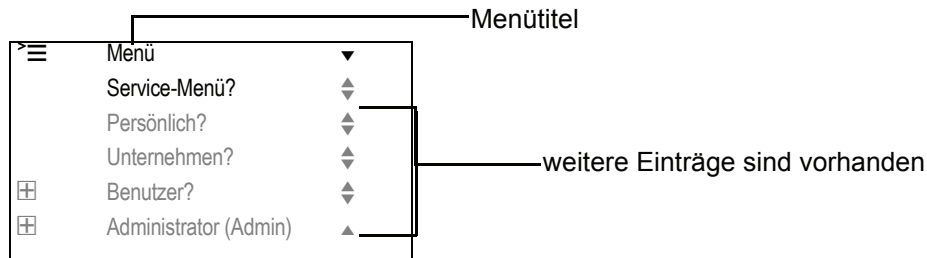 Menütitel
Menü
Service-Menü?
Persönlich?
Unternehmen?
weitere Einträge sind vorhanden
Benutzer?
Administrator (Admin)